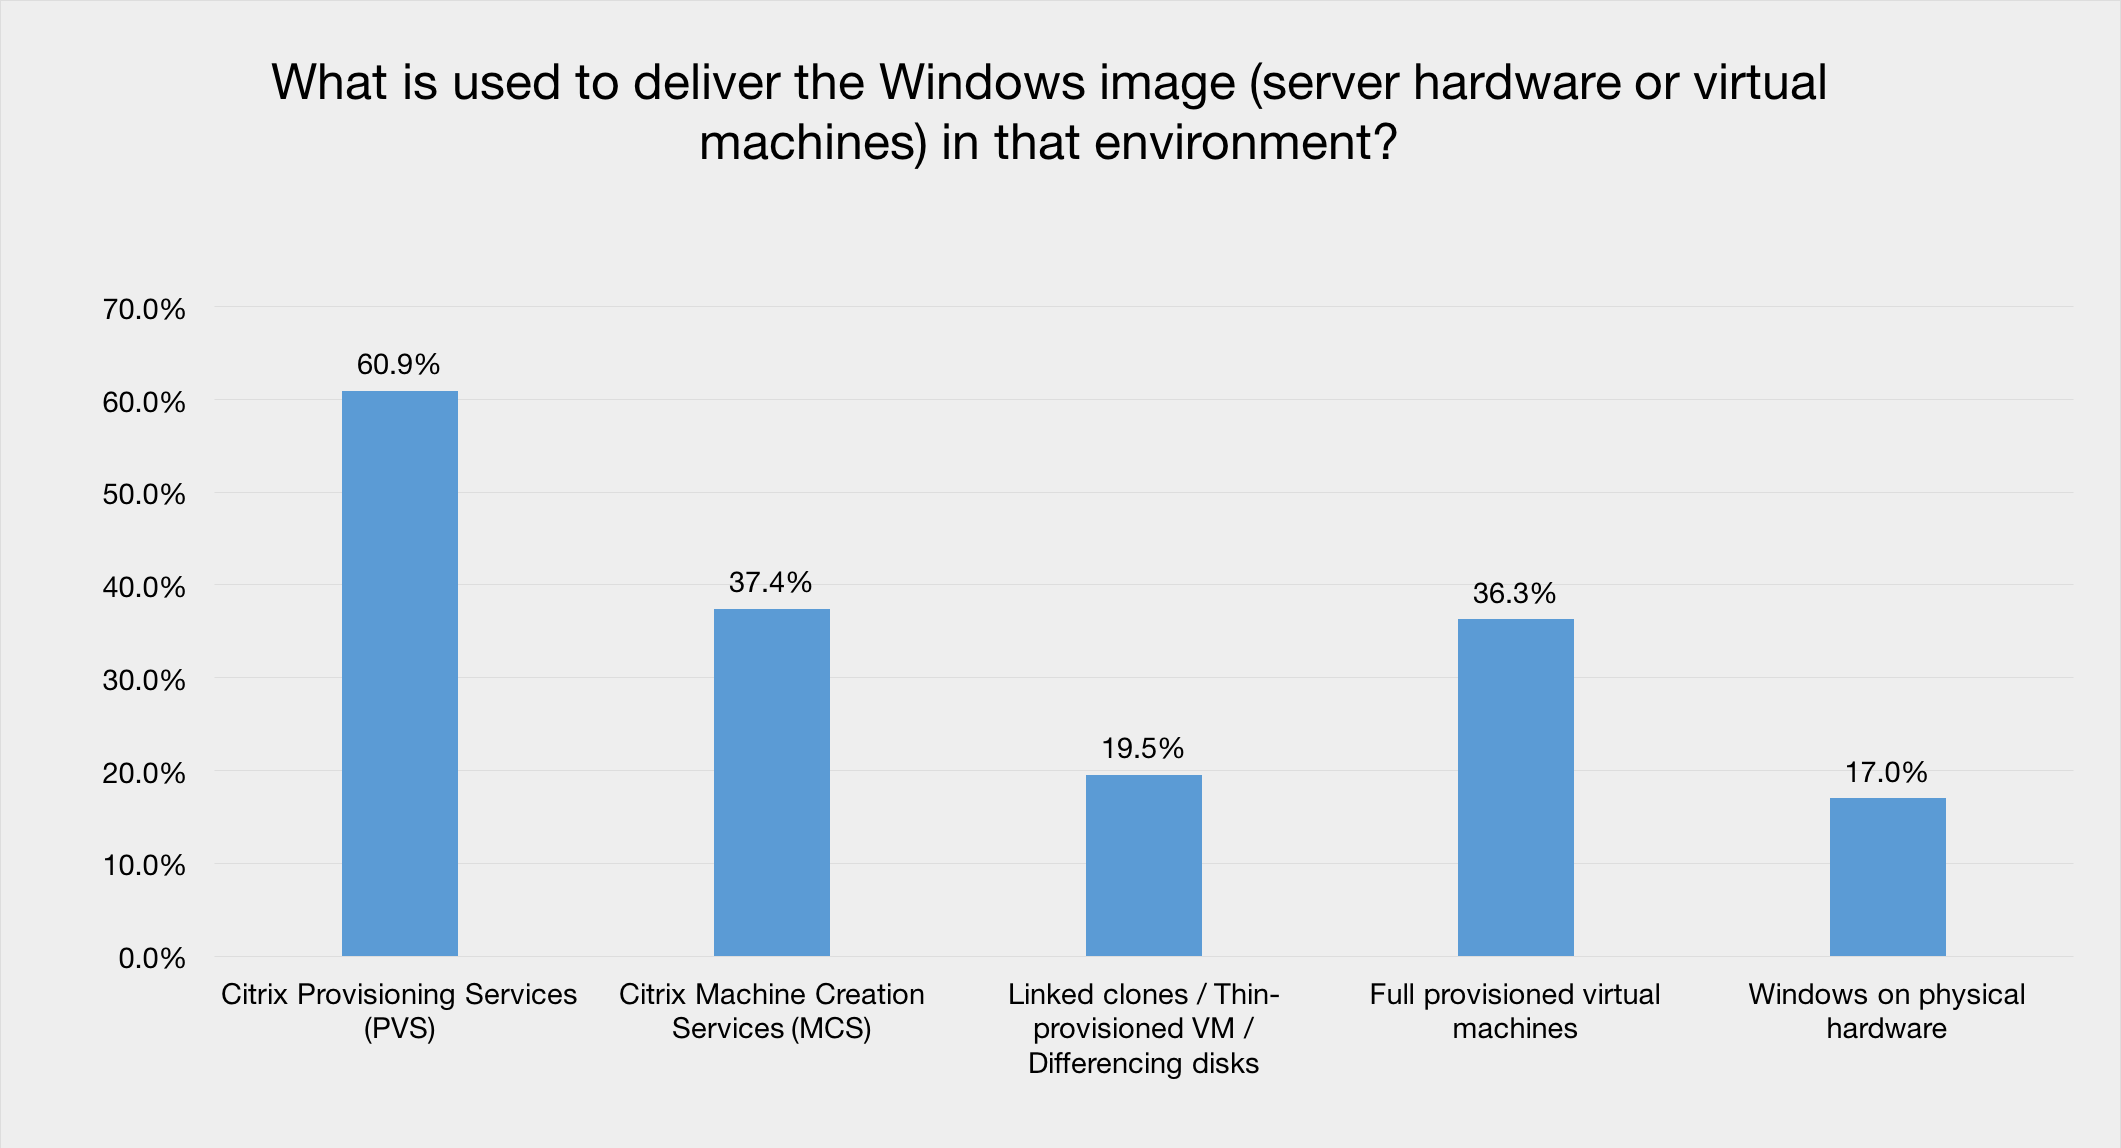 What is used to deliver the Windows image (server hardware or virtual
machines) in that environment?
70.0%
60.0%
50.0%
40.0%
30.0%
20.0%
10.0%
0.0%
60.9%
37.4%
19.5%
36.3%
17.0%
Citrix Provisioning Services
(PVS)
Citrix Machine Creation
Services (MCS)
Linked clones / Thin-
provisioned VM /
Differencing disks
Full provisioned virtual
machines
Windows on physical
hardware